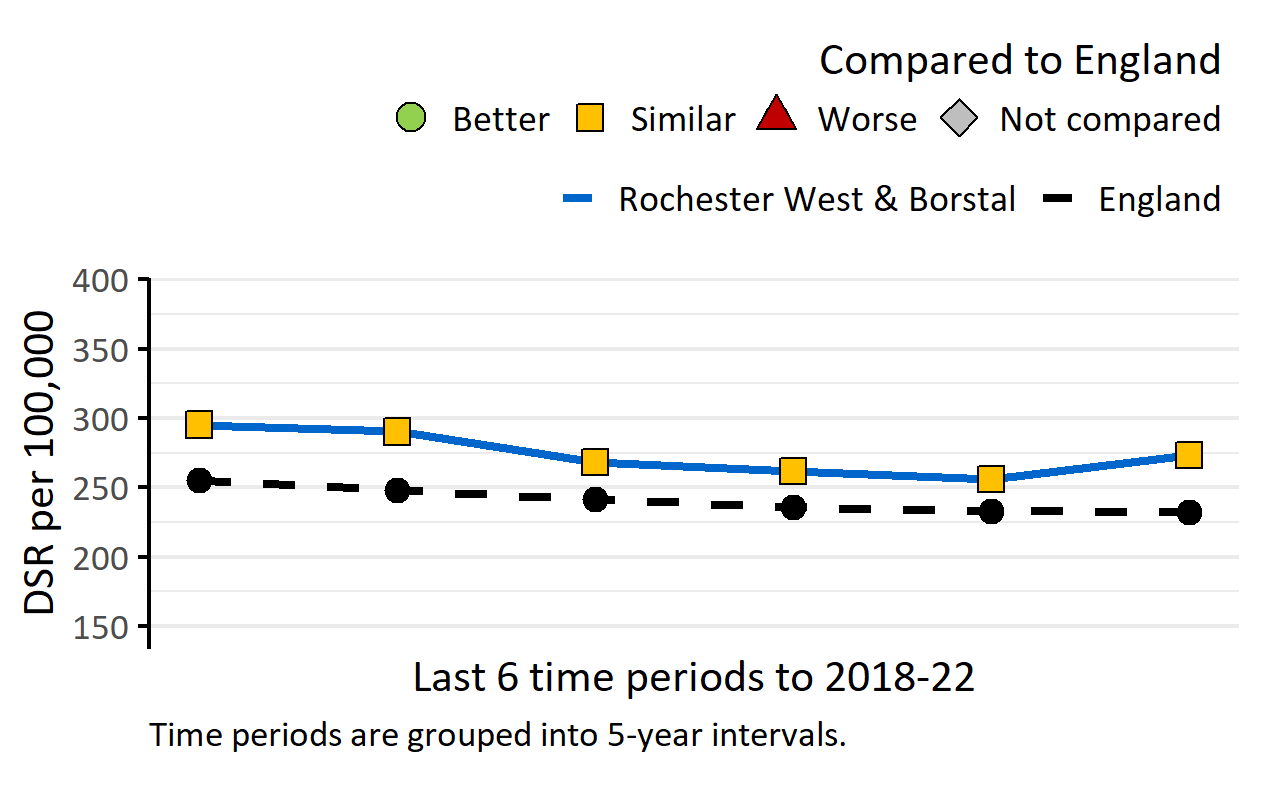 Compared to England
Better Similar Worse Not compared
Rochester West & Borstal England
400
350
300
250
200
150
DSR per 100,000
Last 6 time periods to 2018-22
Time periods are grouped into 5-year intervals.